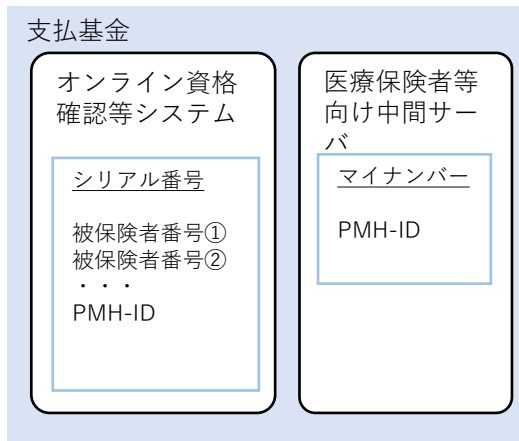 支払基金
オンライン資格
確認等システム
シリアル番号
被保険者番号①
被保険者番号②
・・・
PMH-ID
医療保険者等
向け中間サー
バ
マイナンバー
PMH-ID